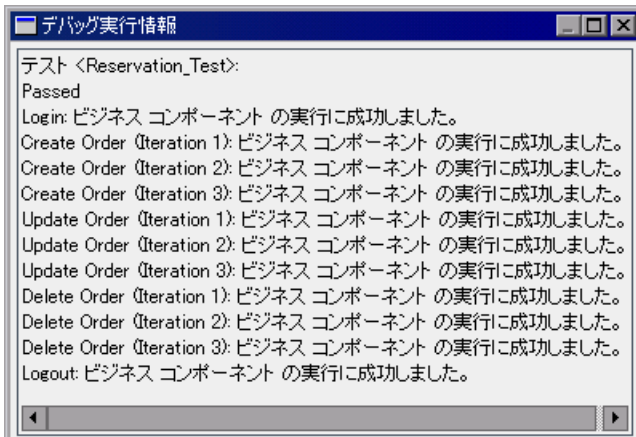 デバッグ実行情報
テスト <Reservation_Test>:
Passed
Login: ビジネス コンポーネント の実行に成功しました。
Create Order (Iteration 1): ビジネス コンポーネント の実行に成功しました。
Create Order (Iteration 2): ビジネス コンポーネント の実行に成功しました。
Create Order (Iteration 3): ビジネス コンポーネント の実行に成功しました。
Update Order (Iteration 1): ビジネス コンポーネント の実行に成功しました。
Update Order (Iteration 2): ビジネス コンポーネント の実行に成功しました。
Update Order (Iteration 3): ビジネス コンポーネント の実行に成功しました。
Delete Order (Iteration 1): ビジネス コンポーネント の実行に成功しました。
Delete Order (Iteration 2): ビジネス コンポーネント の実行に成功しました。
Delete Order (Iteration 3): ビジネス コンポーネント の実行に成功しました。
Logout: ビジネス コンポーネント の実行に成功しました。